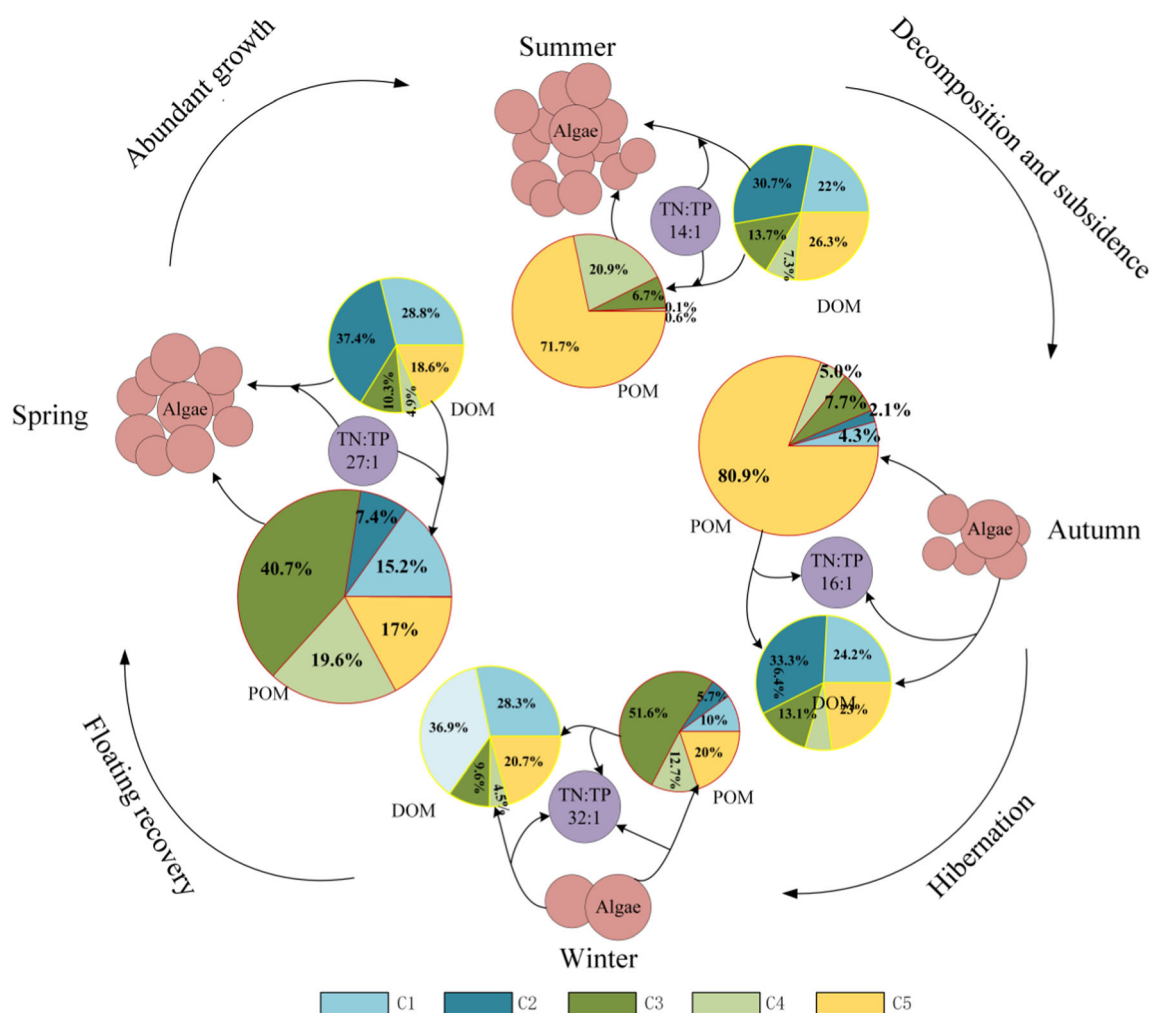 Summer
Abundant growth
Decomposition and subsidence
Algae
TN:TP
14:1
30.7%
22%
13.7%
7.3%
26.3%
DOM
20.9%
6.7%
0.1%
0.6%
71.7%
POM
Spring
Algae
37.4%
28.8%
18.6%
10.3%
4.9%
DOM
TN:TP
27:1
7.4%
40.7%
15.2%
17%
19.6%
POM
5.0%
7.7%
2.1%
4.3%
80.9%
POM
Algae
Autumn
TN:TP
16:1
33.3%
24.2%
6.4%
13.1%
23%
DOM
36.9%
28.3%
20.7%
9.6%
4.5%
DOM
51.6%
5.7%
10%
20%
12.7%
POM
TN:TP
32:1
Algae
Winter
Floating recovery
Hibernation
C1
C2
C3
C4
C5